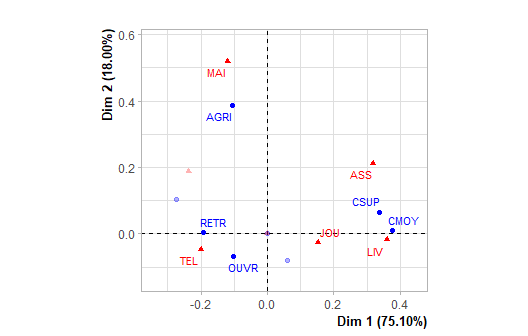 Dim 2 (18.00%)
0.6
0.4
0.2
0.0
MAI
AGRI
ASS
CSUP
CMOY
RETR
JOU
LIV
TEL
OUVR
-0.2
0.0
0.2
0.4
Dim 1 (75.10%)